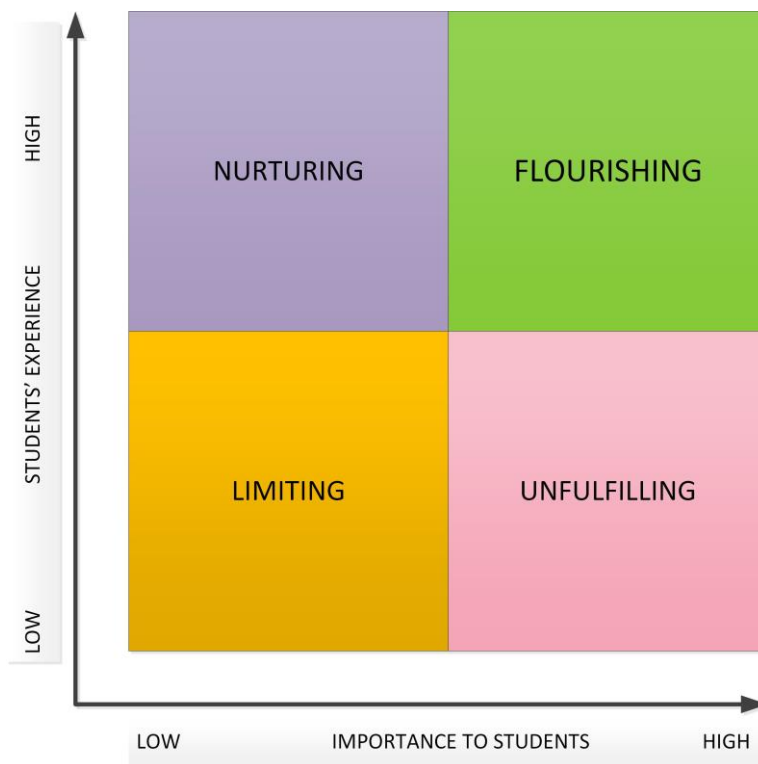 HIGH
STUDENTS' EXPERIENCE
LOW
NURTURING
FLOURISHING
LIMITING
UNFULFILLING
LOW
IMPORTANCE TO STUDENTS
HIGH